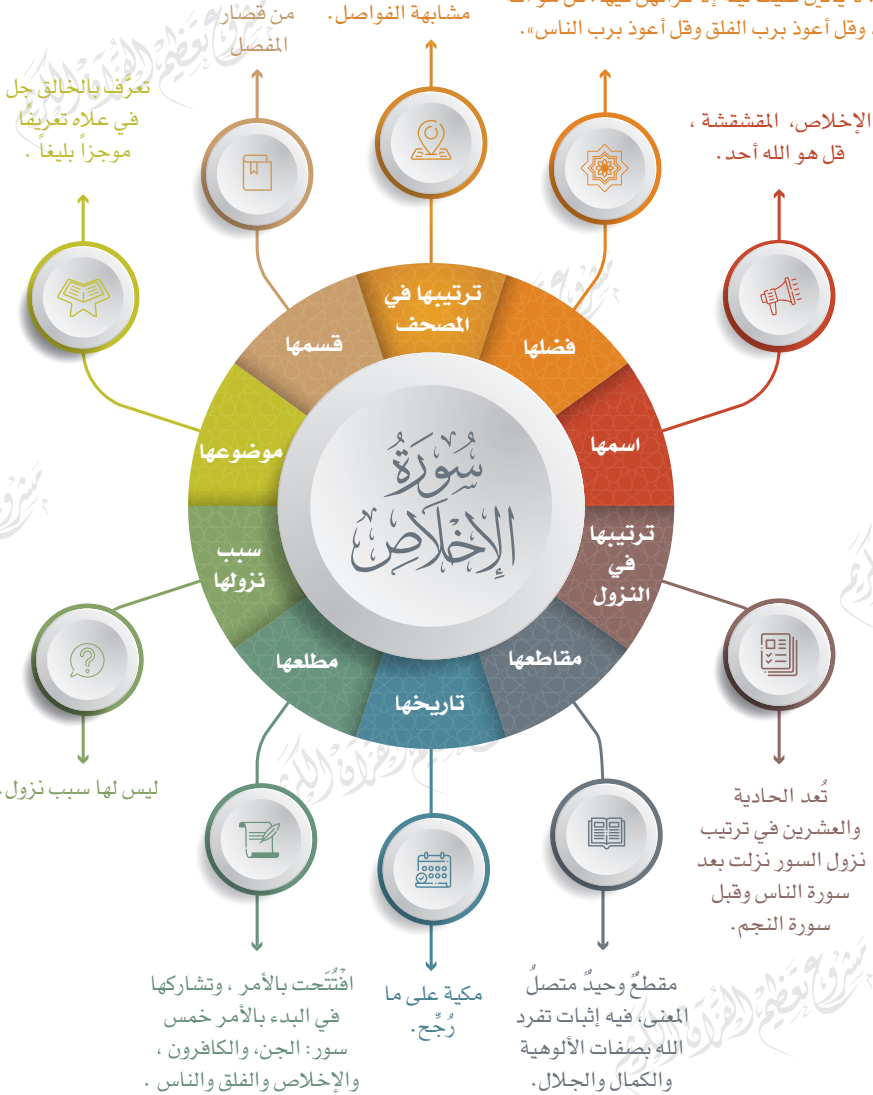 وقل أعوذ برب الفلق وقل أعوذ برب الناس».
مشابهة الفواصل.
من قصار
المفصل
تعرَّف بالخالق جل
في علاه تعريفًا
موجزاً بليغاً .
الإخلاص، المقشقشة ،
قل هو الله أحد.
ترتيبها في
المصحف
فضلها
قسمها
اسمها
موضوعها
سُورَةُ
الإِخْلَاصِ
ترتيبها
في
النزول
سبب
نزولها
مقاطعها
مطلعها
تاريخها
ليس لها سبب نزول.
تُعد الحادية
والعشرين في ترتيب
نزول السور نزلت بعد
سورة الناس وقبل
سورة النجم.
مقطعٌ وحيدٌ متصلُ
المعنى، فيه إثبات تفرد
الله بصفات الألوهية
والكمال والجلال.
مكية على ما
رُجِّح.
افْتُتَحت بالأمر ، وتشاركها
في البدء بالأمر خمس
سور: الجن، والكافرون ،
والإخلاص والفلق والناس .
مشروع تعظيم القرآن الكريم